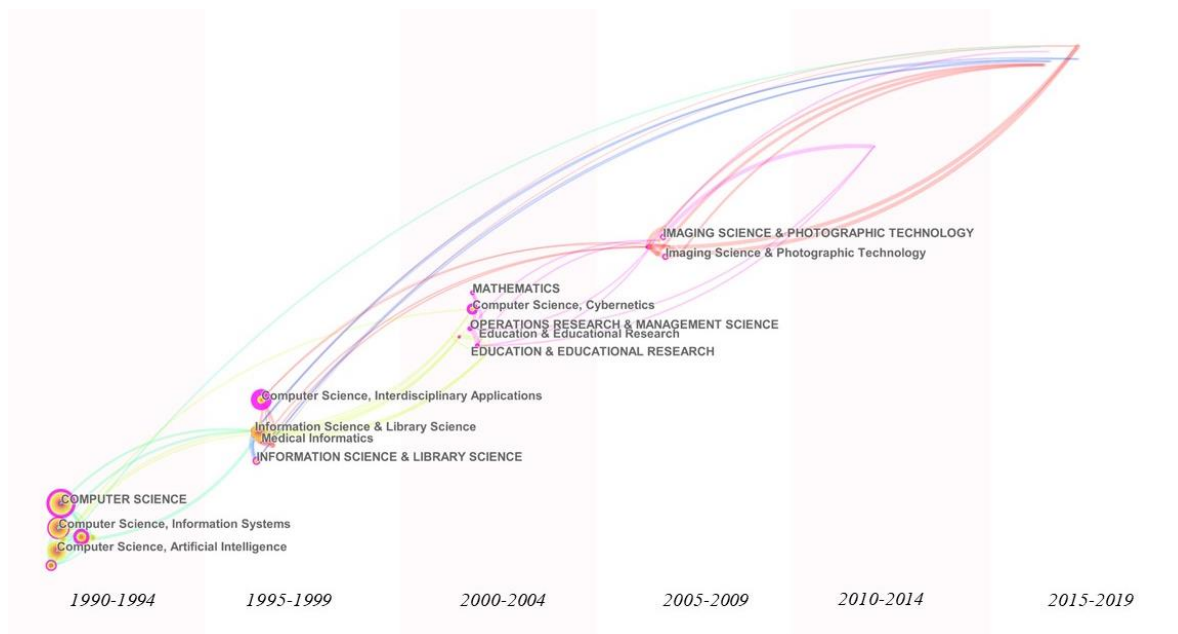 IMAGING SCIENCE & PHOTOGRAPHIC TECHNOLOGY
Imaging Science & Photographic Technology
MATHEMATICS
Computer Science, Cybernetics
OPERATIONS RESEARCH & MANAGEMENT SCIENCE
Education & Educational Research
EDUCATION & EDUCATIONAL RESEARCH
Computer Science, Interdisciplinary Applications
Information Science & Library Science
Medical Informatics
INFORMATION SCIENCE & LIBRARY SCIENCE
COMPUTER SCIENCE
Computer Science, Information Systems
Computer Science, Artificial Intelligence
1990-1994 1995-1999 2000-2004 2005-2009 2010-2014 2015-2019